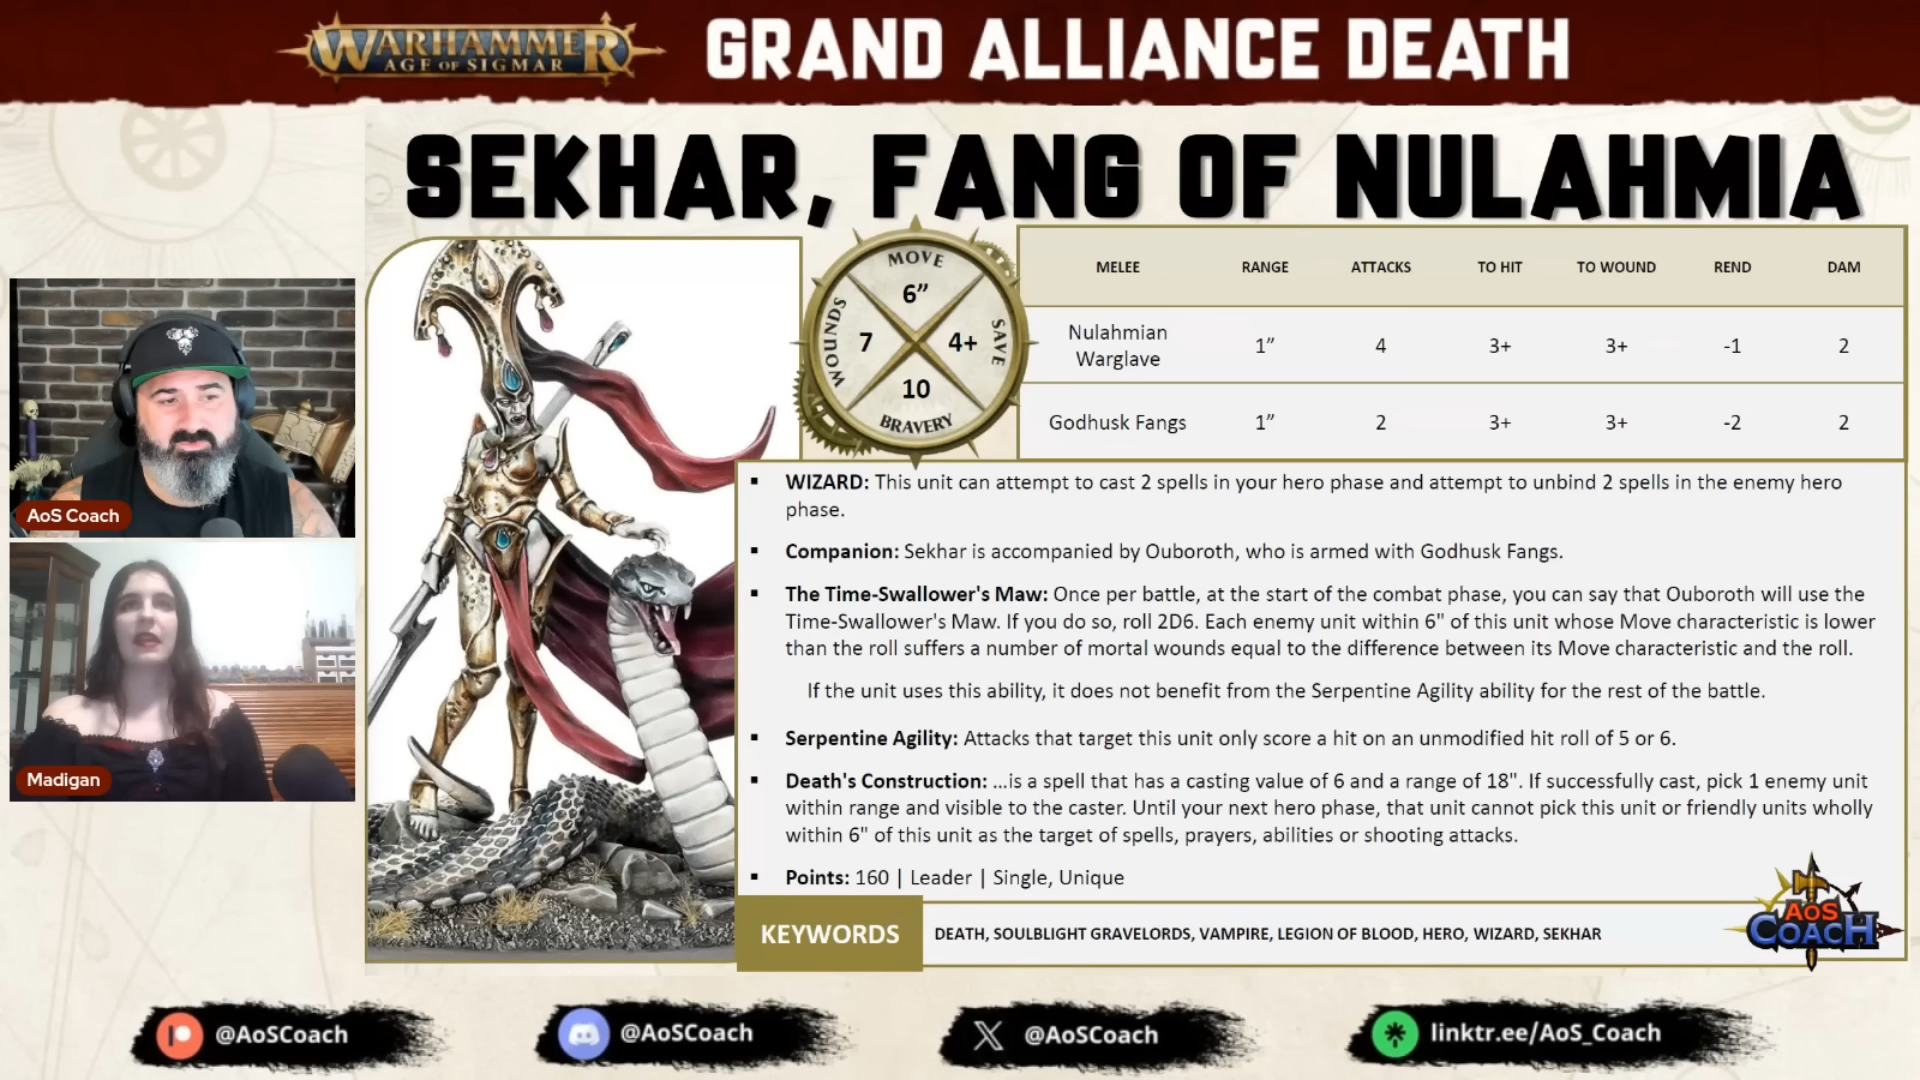 WARHAMMER
AGE OF SIGMAR
GRAND ALLIANCE DEATH
SEKHAR, FANG OF NULAHMIA
MOVE
6”
WOUNDS
7
4+
SAVE
10
BRAVERY
MELEE RANGE ATTACKS TO HIT TO WOUND REND DAM
Nulahmian
Warglave
1” 4 3+ 3+ -1 2
Godhusk Fangs 1” 2 3+ 3+ -2 2
▪ WIZARD: This unit can attempt to cast 2 spells in your hero phase and attempt to unbind 2 spells in the enemy hero
phase.
▪ Companion: Sekhar is accompanied by Ouboroth, who is armed with Godhusk Fangs.
▪ The Time-Swallower's Maw: Once per battle, at the start of the combat phase, you can say that Ouboroth will use the
Time-Swallower's Maw. If you do so, roll 2D6. Each enemy unit within 6" of this unit whose Move characteristic is lower
than the roll suffers a number of mortal wounds equal to the difference between its Move characteristic and the roll.
If the unit uses this ability, it does not benefit from the Serpentine Agility ability for the rest of the battle.
▪ Serpentine Agility: Attacks that target this unit only score a hit on an unmodified hit roll of 5 or 6.
▪ Death's Construction: ...is a spell that has a casting value of 6 and a range of 18". If successfully cast, pick 1 enemy unit
within range and visible to the caster. Until your next hero phase, that unit cannot pick this unit or friendly units wholly
within 6" of this unit as the target of spells, prayers, abilities or shooting attacks.
▪ Points: 160 | Leader | Single, Unique
KEYWORDS
DEATH, SOULBLIGHT GRAVELORDS, VAMPIRE, LEGION OF BLOOD, HERO, WIZARD, SEKHAR
AoS
COACH
AoS Coach
Madigan
@AoSCoach
@AoSCoach
@AoSCoach
linktr.ee/AoS_Coach